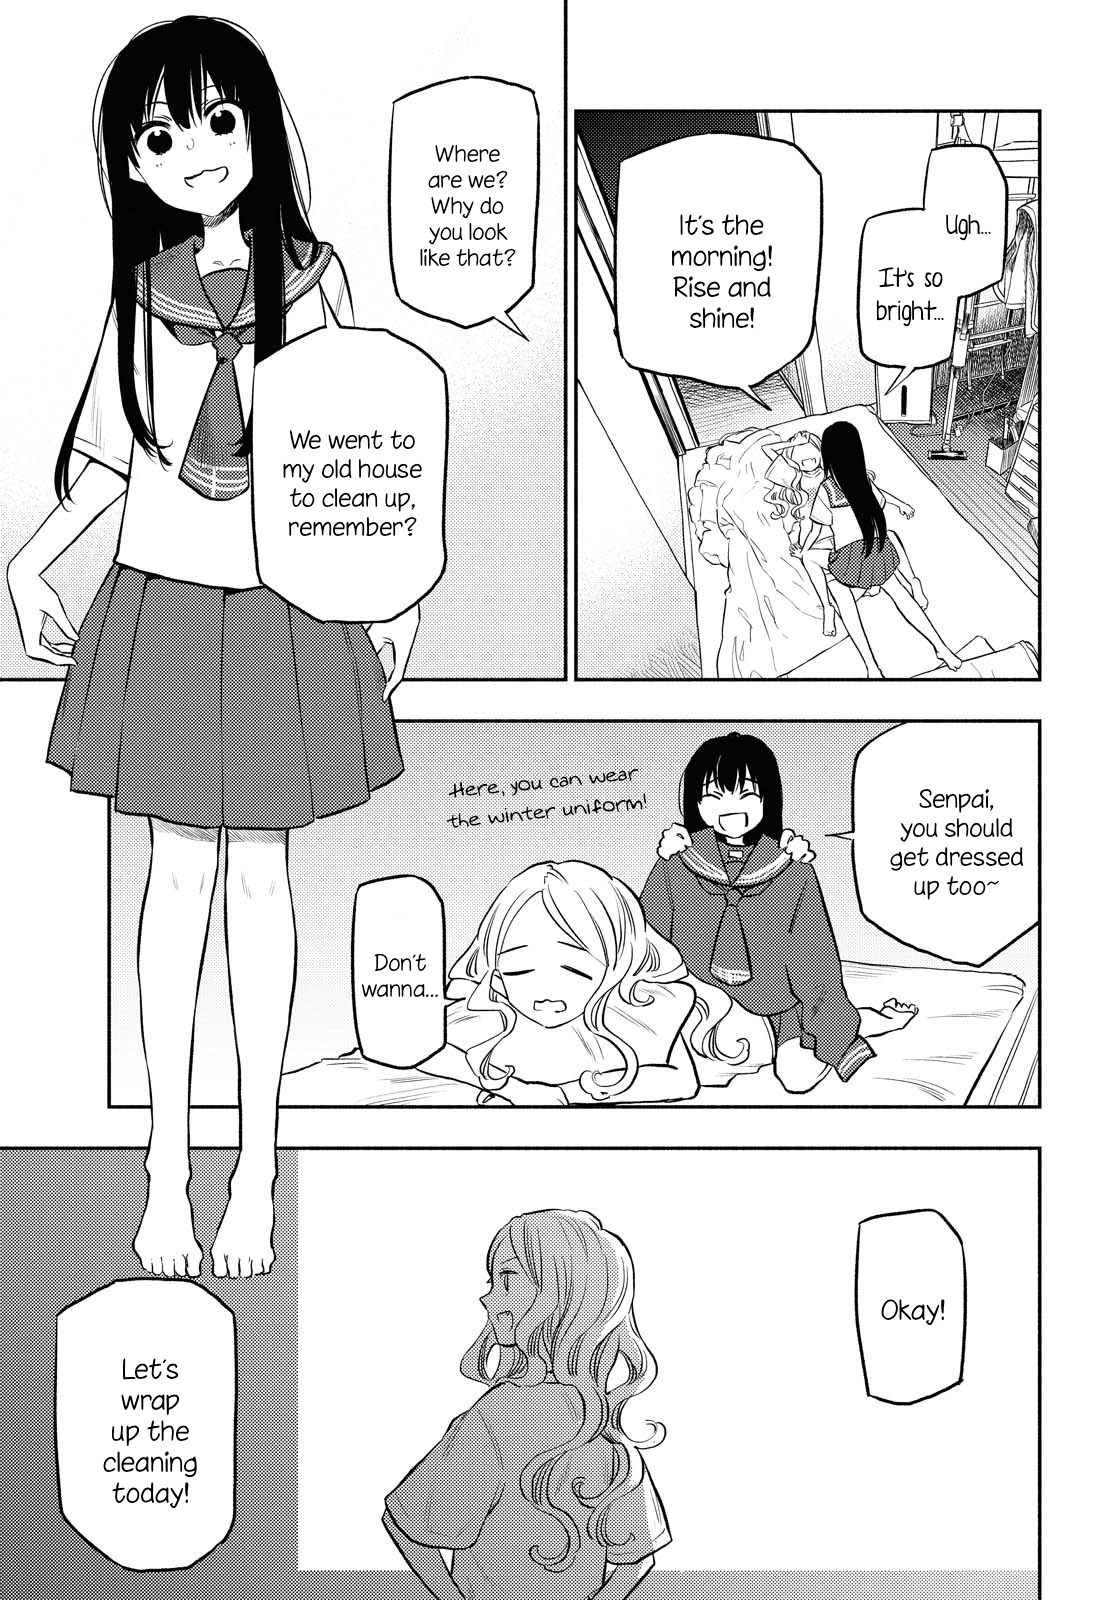 It's the
morning!
Rise and
shine!
Ugh...
It's so
bright...
Where
are we?
Why do
you look
like that?
We went to
my old house
to clean up,
remember?
Senpai,
you should
get dressed
up too~
Here, you can wear
the winter uniform!
Don't
wanna...
Okay!
Let's
wrap
up the
cleaning
today!